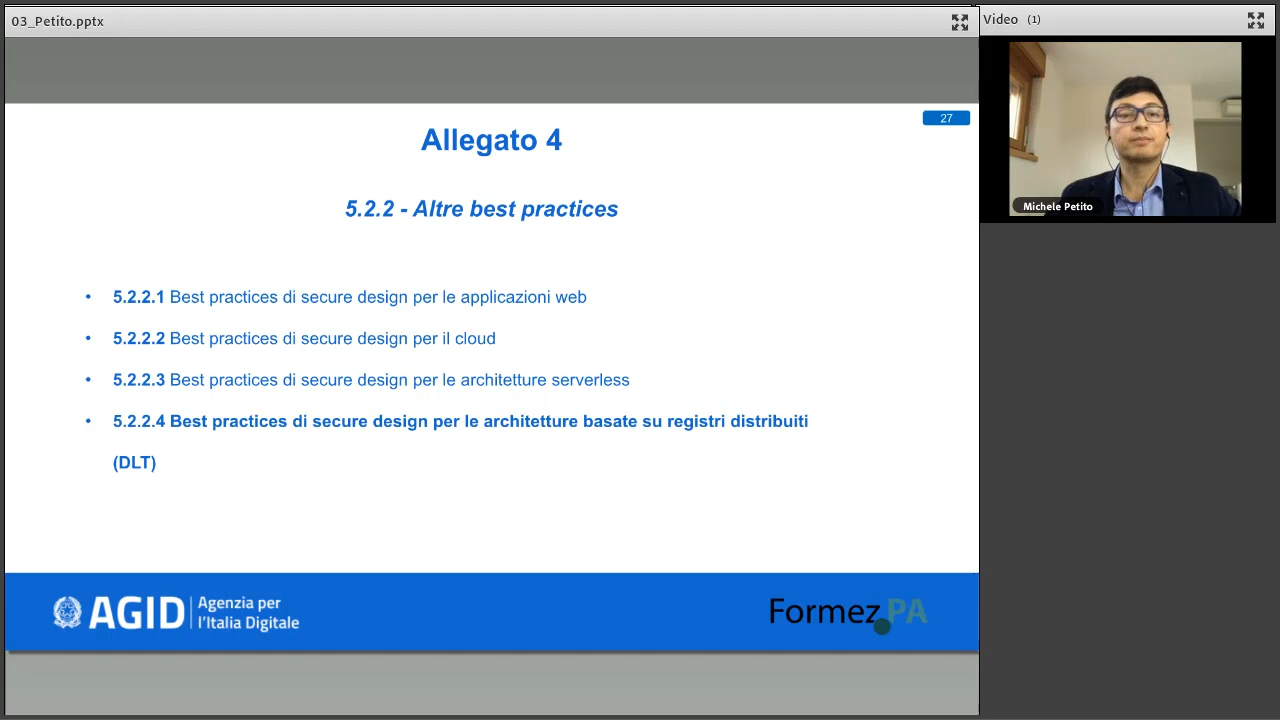 03_Petito.pptx
Video (1)
27
Allegato 4
5.2.2 - Altre best practices
• 5.2.2.1 Best practices di secure design per le applicazioni web
• 5.2.2.2 Best practices di secure design per il cloud
• 5.2.2.3 Best practices di secure design per le architetture serverless
• 5.2.2.4 Best practices di secure design per le architetture basate su registri distribuiti
(DLT)
AGID
Agenzia per
l'Italia Digitale
Formez PA
Michele Petito